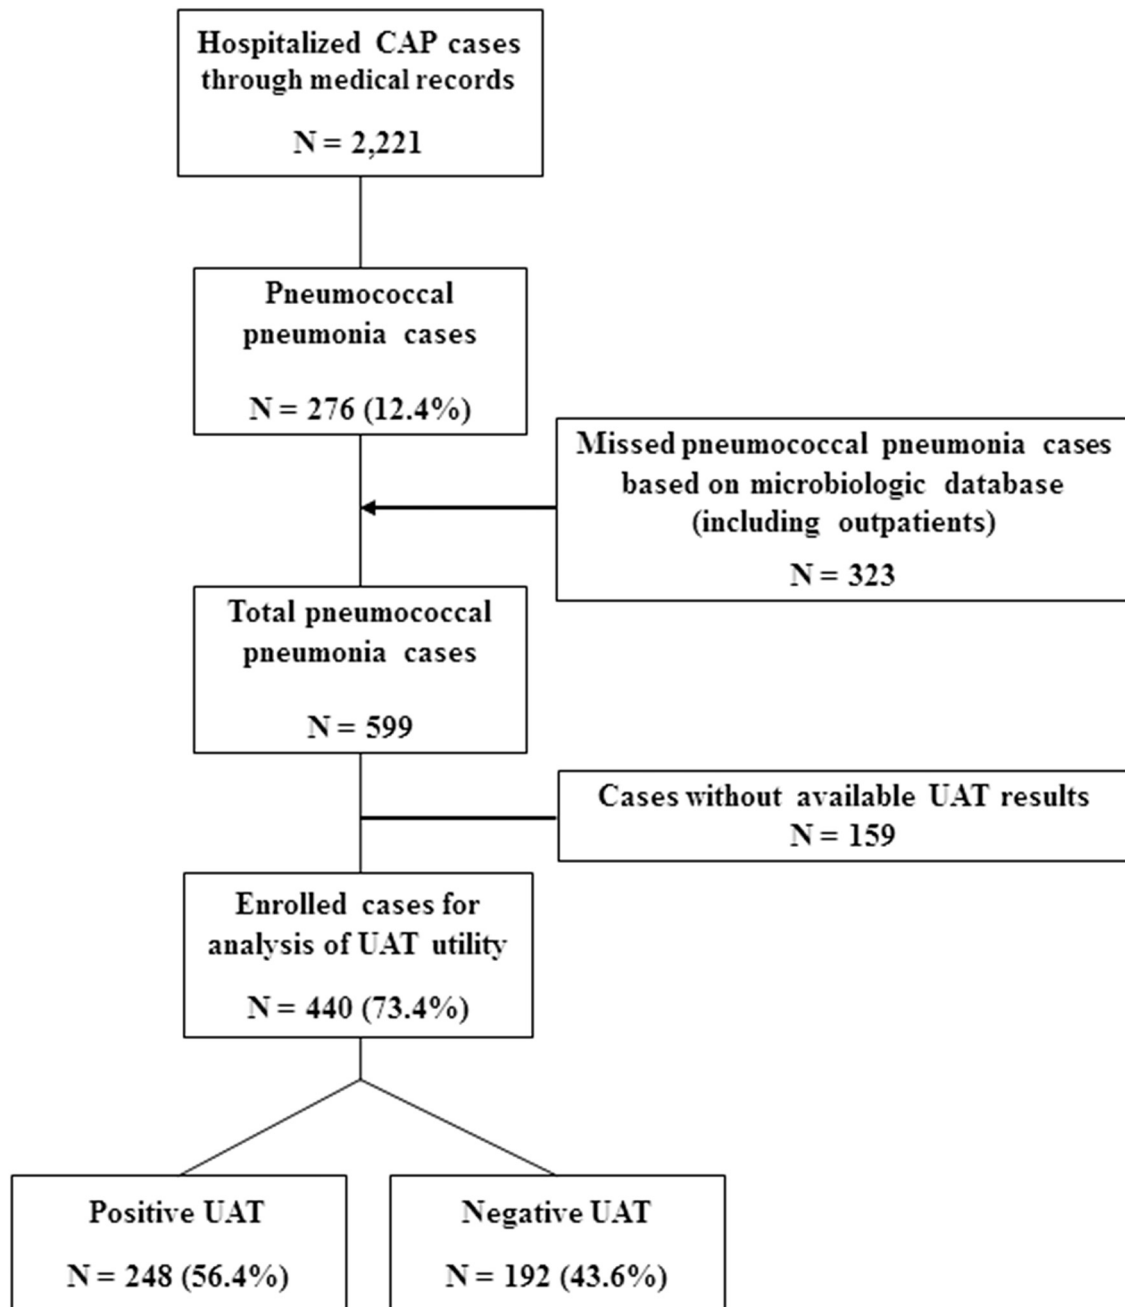 Hospitalized CAP cases
through medical records
N = 2,221
Pneumococcal
pneumonia cases
N = 276 (12.4%)
Missed pneumococcal pneumonia cases
based on microbiologic database
(including outpatients)
N = 323
Total pneumococcal
pneumonia cases
N = 599
Cases without available UAT results
N = 159
Enrolled cases for
analysis of UAT utility
N = 440 (73.4%)
Positive UAT
N = 248 (56.4%)
Negative UAT
N = 192 (43.6%)